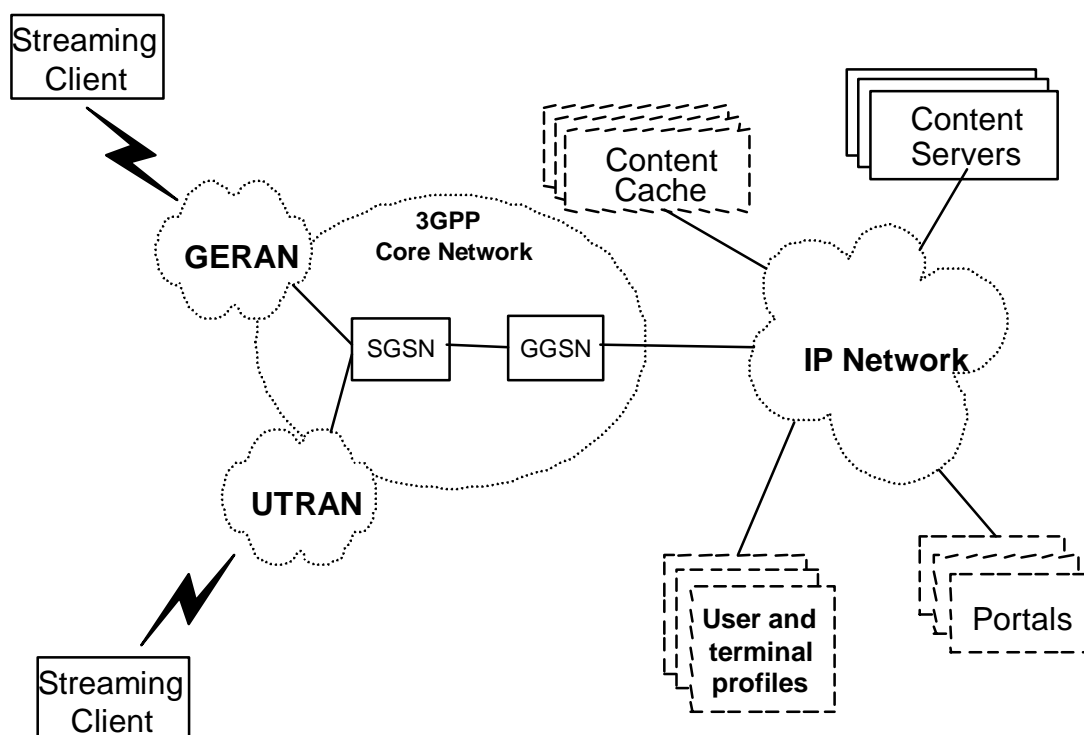 Streaming
Client
Content
Servers
Content
Cache
3GPP
Core Network
GERAN
SGSN
GGSN
IP Network
UTRAN
User and
terminal
profiles
Portals
Streaming
Client